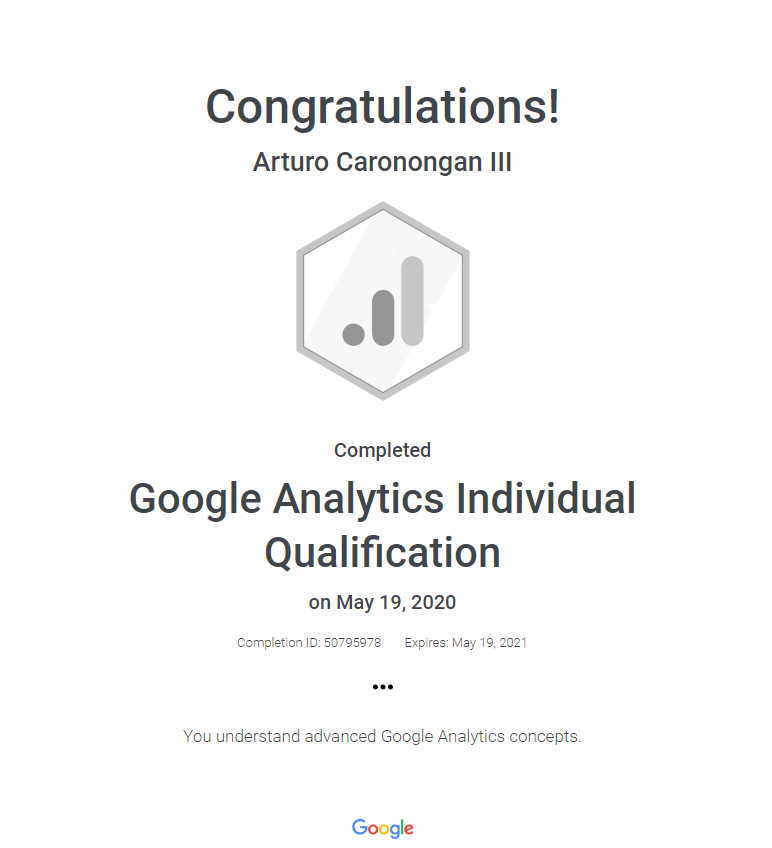 Congratulations!
Arturo Caronongan III
Completed
Google Analytics Individual
Qualification
on May 19, 2020
Completion ID: 50795978 Expires: May 19, 2021
•••
You understand advanced Google Analytics concepts.
Google